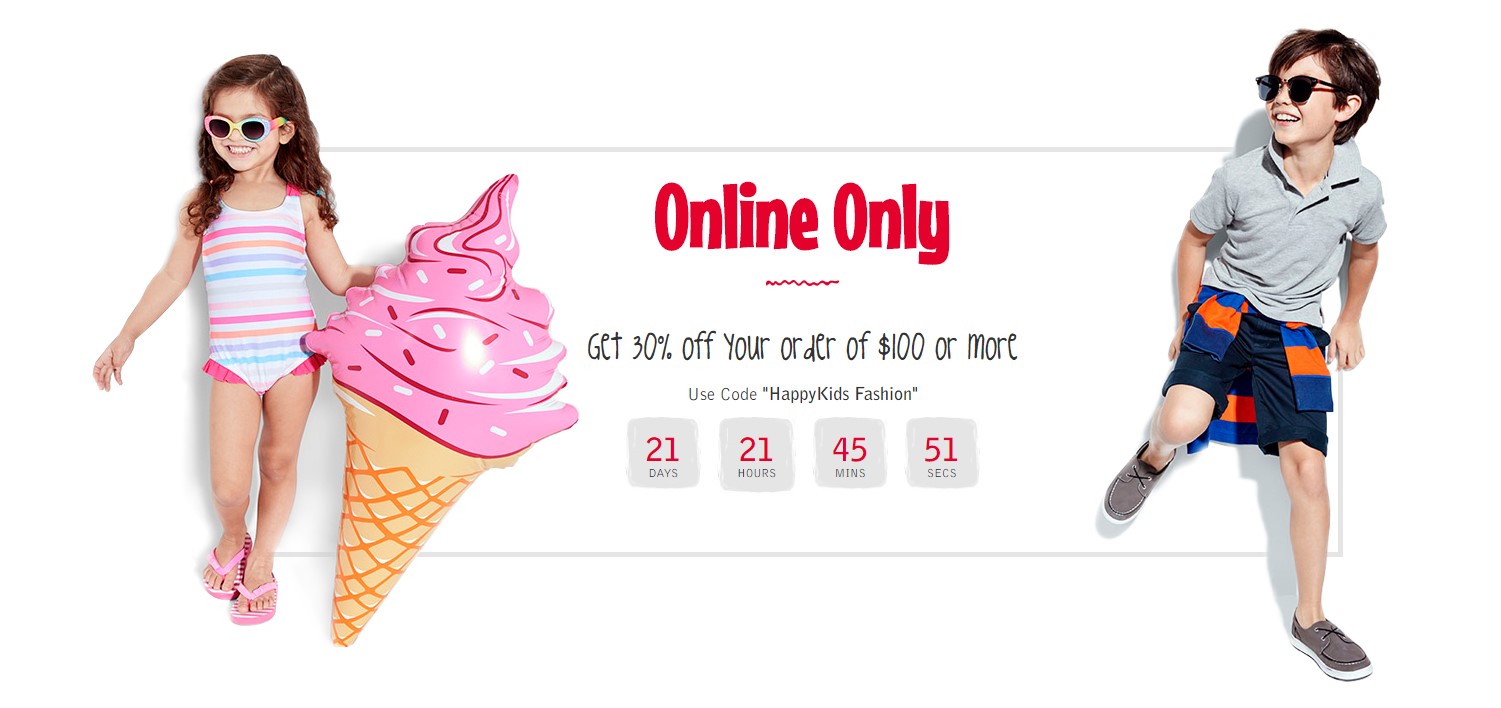 Online Only
Get 30% off your order of $100 or more
Use Code "HappyKids Fashion"
21 21 45 51
DAYS HOURS MINS SECS